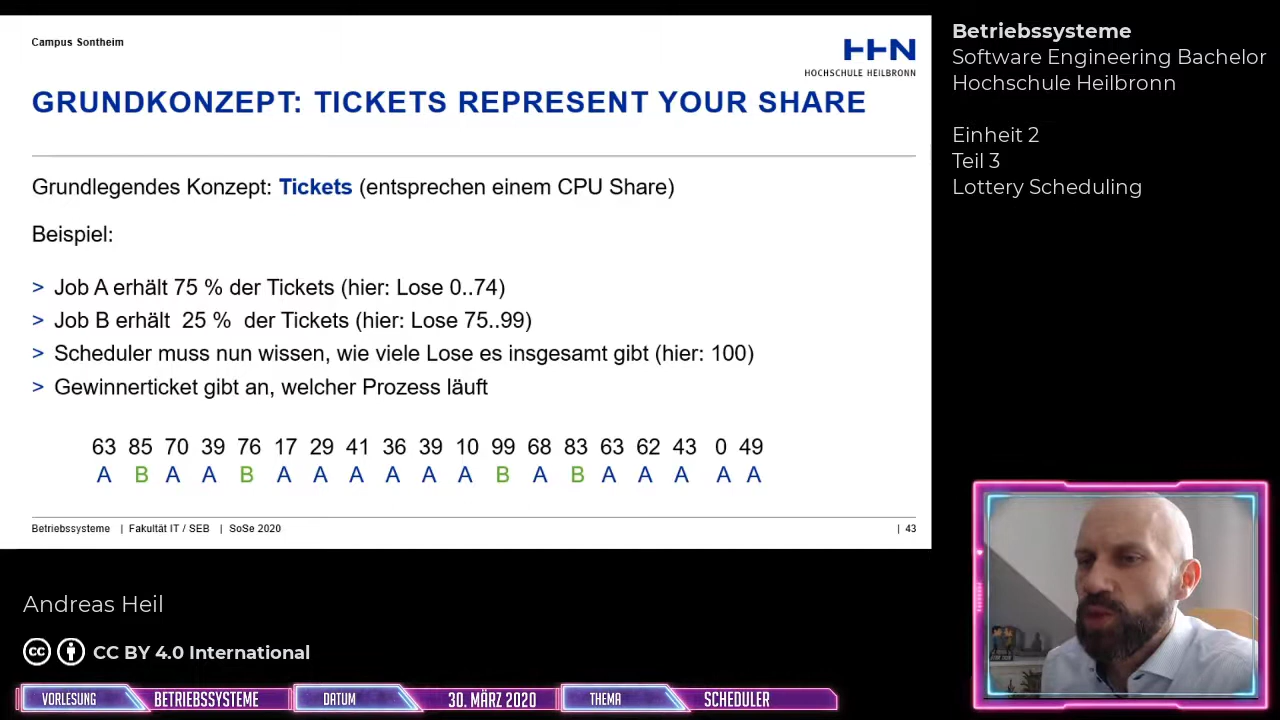 Campus Sontheim
HHN
HOCHSCHULE HEILBRONN
GRUNDKONZEPT: TICKETS REPRESENT YOUR SHARE
Grundlegendes Konzept: Tickets (entsprechen einem CPU Share)
Beispiel:
> Job A erhält 75 % der Tickets (hier: Lose 0..74)
> Job B erhält 25 % der Tickets (hier: Lose 75..99)
> Scheduler muss nun wissen, wie viele Lose es insgesamt gibt (hier: 100)
> Gewinnerticket gibt an, welcher Prozess läuft
63 85 70 39 76 17 29 41 36 39 10 99 68 83 63 62 43 0 49
A B A A B A A A A A A B A B A A A A A
Betriebssysteme | Fakultät IT / SEB | SoSe 2020 | 43
Betriebssysteme
Software Engineering Bachelor
Hochschule Heilbronn
Einheit 2
Teil 3
Lottery Scheduling
Andreas Heil
cc CC BY 4.0 International
VORLESUNG BETRIEBSSYSTEME DATUM 30. MÄRZ 2020 THEMA SCHEDULER